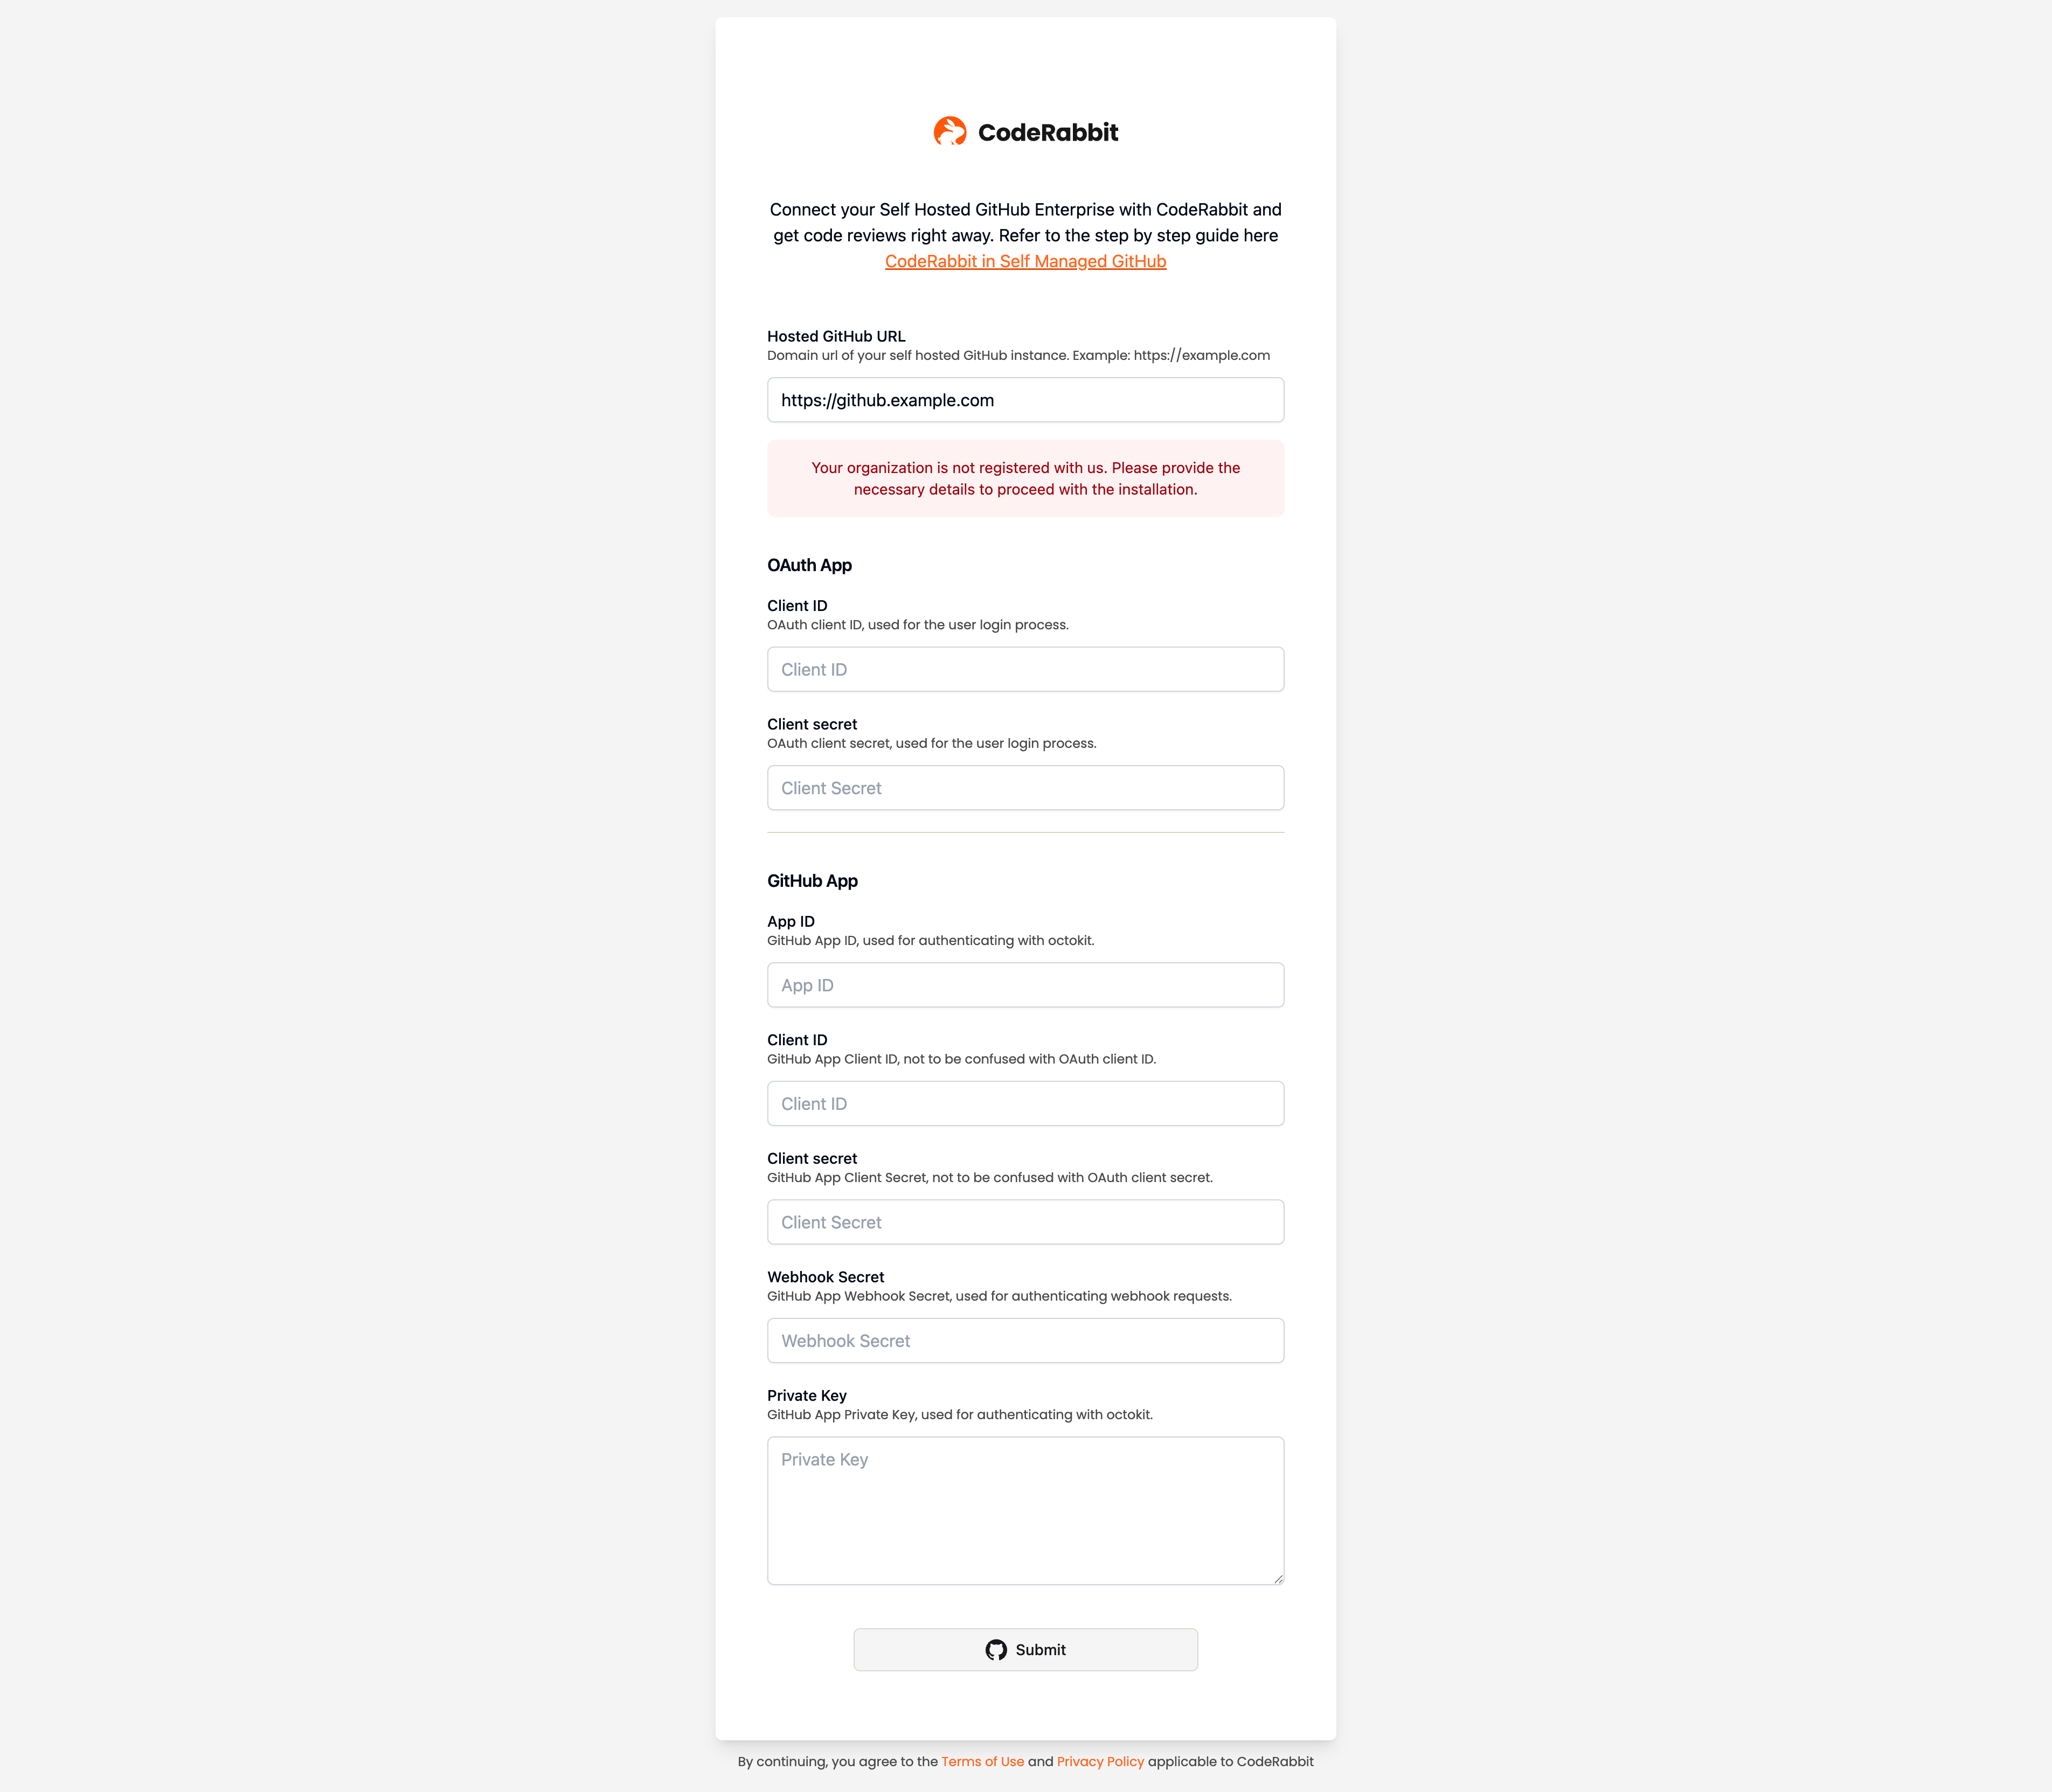 CodeRabbit
Connect your Self Hosted GitHub Enterprise with CodeRabbit and
get code reviews right away. Refer to the step by step guide here
CodeRabbit in Self Managed GitHub
Hosted GitHub URL
Domain url of your self hosted GitHub instance. Example: https://example.com
https://github.example.com
Your organization is not registered with us. Please provide the
necessary details to proceed with the installation.
OAuth App
Client ID
OAuth client ID, used for the user login process.
Client ID
Client secret
OAuth client secret, used for the user login process.
Client Secret
GitHub App
App ID
GitHub App ID, used for authenticating with octokit.
App ID
Client ID
GitHub App Client ID, not to be confused with OAuth client ID.
Client ID
Client secret
GitHub App Client Secret, not to be confused with OAuth client secret.
Client Secret
Webhook Secret
GitHub App Webhook Secret, used for authenticating webhook requests.
Webhook Secret
Private Key
GitHub App Private Key, used for authenticating with octokit.
Private Key
Submit
By continuing, you agree to the Terms of Use and Privacy Policy applicable to CodeRabbit